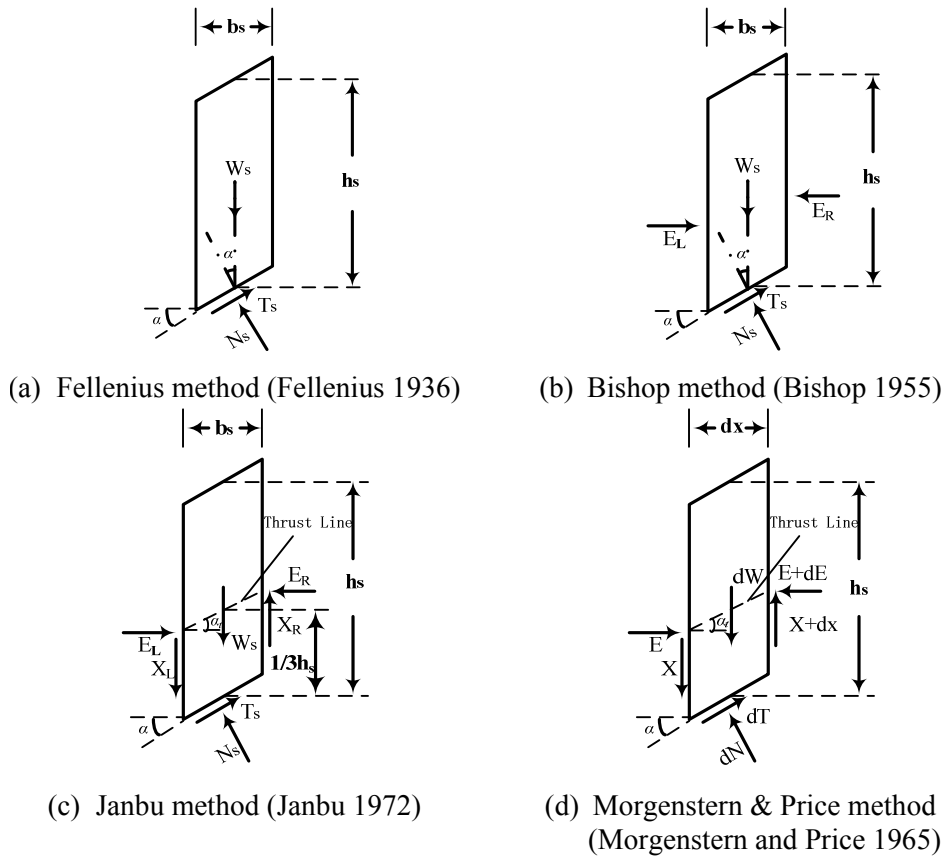 bs
bs
Ws
hs
α
Ts
α
Ns
Ws
hs
ER
EL
α
Ts
α
Ns
(a) Fellenius method (Fellenius 1936)
(b) Bishop method (Bishop 1955)
bs
dx
Thrust Line
ER
hs
αt
EL
Ws
XR
XL
1/3hs
Ts
α
Ns
Thrust Line
dW
E+dE
hs
αt
E
X+dx
X
dT
α
dN
(c) Janbu method (Janbu 1972)
(d) Morgenstern & Price method
(Morgenstern and Price 1965)